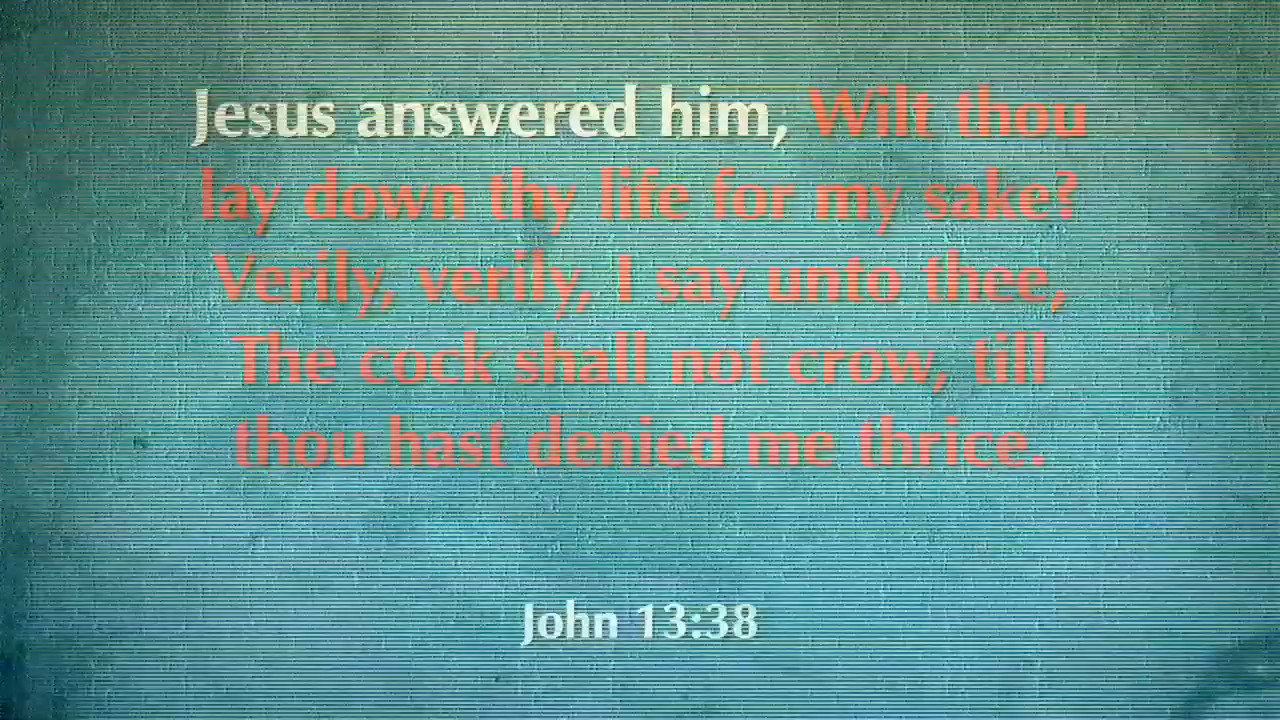 Jesus answered him, Wilt thou
lay down thy life for my sake?
Verily, verily, I say unto thee,
The cock shall not crow, till
thou hast denied me thrice.
John 13:38